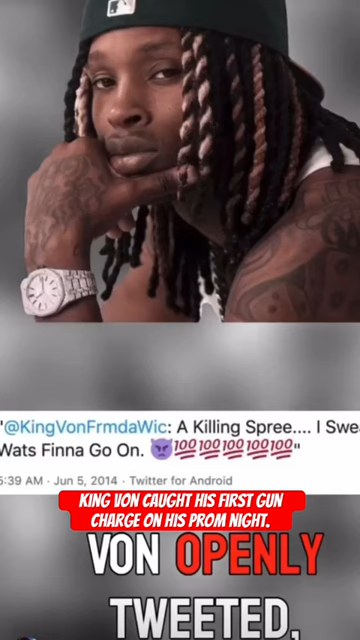 "@KingVonFrmdaWic: A Killing Spree.... I Swea
Wats Finna Go On. 😈💯💯💯💯💯"
5:39 AM · Jun 5, 2014 · Twitter for Android
KING VON CAUGHT HIS FIRST GUN
CHARGE ON HIS PROM NIGHT.
VON OPENLY
TWEETED,